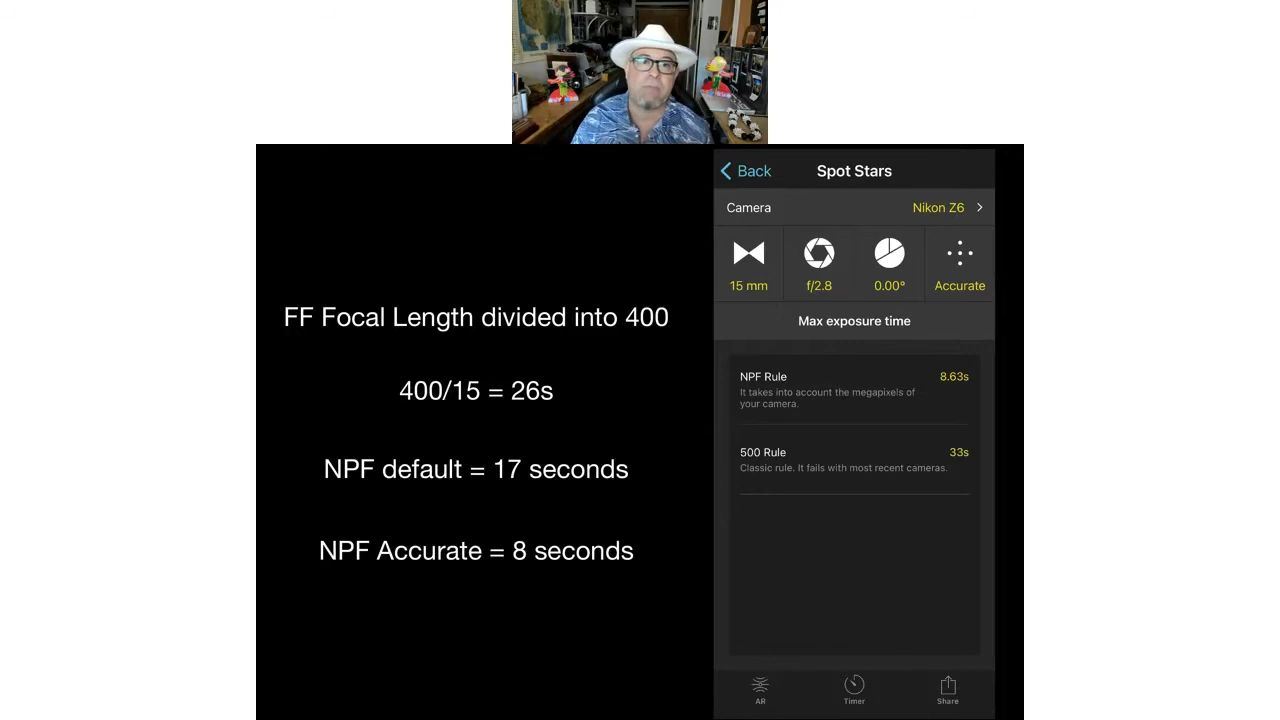 FF Focal Length divided into 400
400/15 = 26s
NPF default = 17 seconds
NPF Accurate = 8 seconds
Back
Spot Stars
Camera
Nikon Z6
15 mm
f/2.8
0.00º
Accurate
Max exposure time
NPF Rule
8.63s
It takes into account the megapixels of
your camera.
500 Rule
33s
Classic rule. It fails with most recent cameras.
AR
Timer
Share